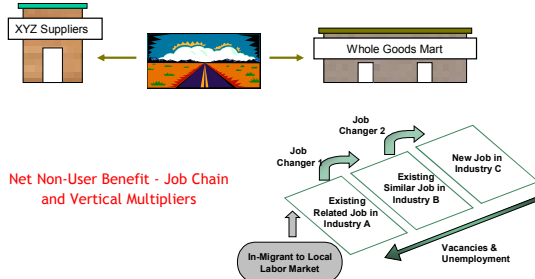 XYZ Suppliers
Whole Goods Mart
Net Non-User Benefit - Job Chain
and Vertical Multipliers
Job
Changer 1
Job
Changer 2
Existing
Related Job in
Industry A
Existing
Similar Job in
Industry B
New Job in
Industry C
In-Migrant to Local
Labor Market
Vacancies &
Unemployment